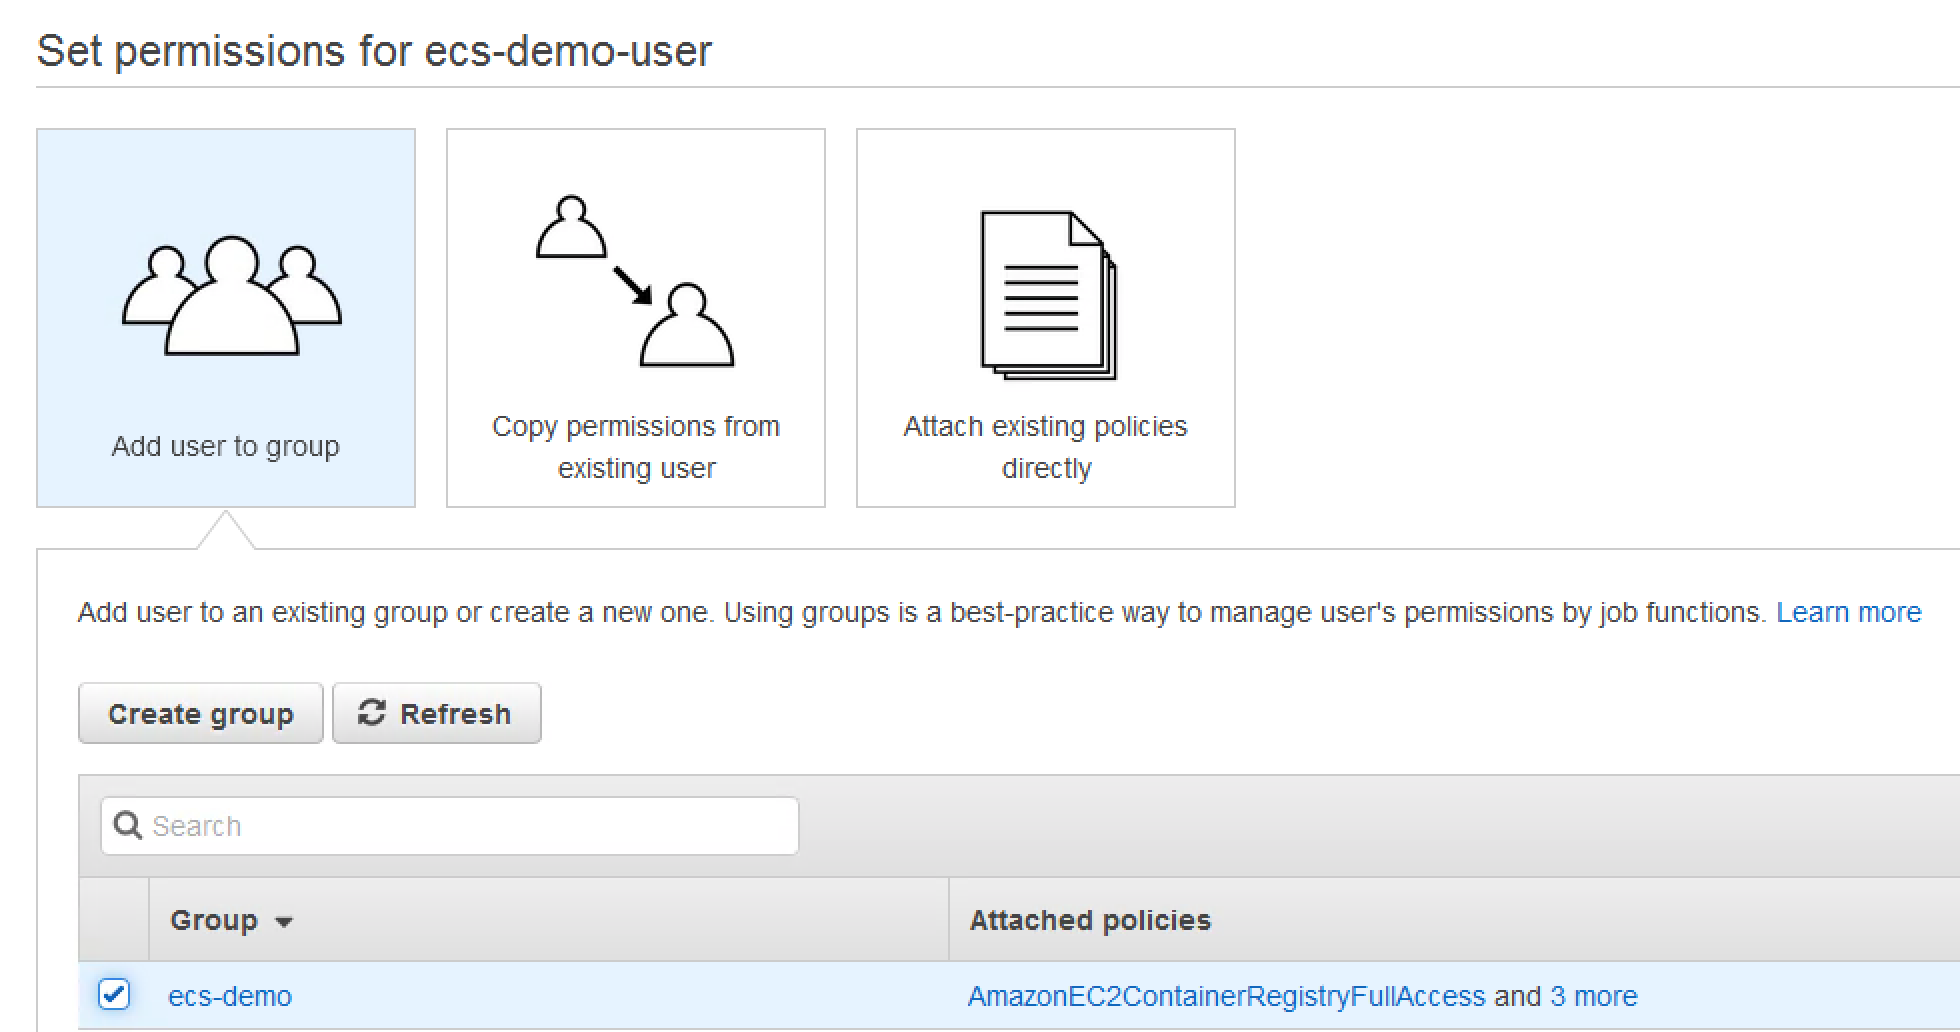 Set permissions for ecs-demo-user
Add user to group
Copy permissions from
existing user
Attach existing policies
directly
Add user to an existing group or create a new one. Using groups is a best-practice way to manage user's permissions by job functions. Learn more
Create group
Refresh
Search
Group
Attached policies
ecs-demo
AmazonEC2ContainerRegistryFullAccess and 3 more